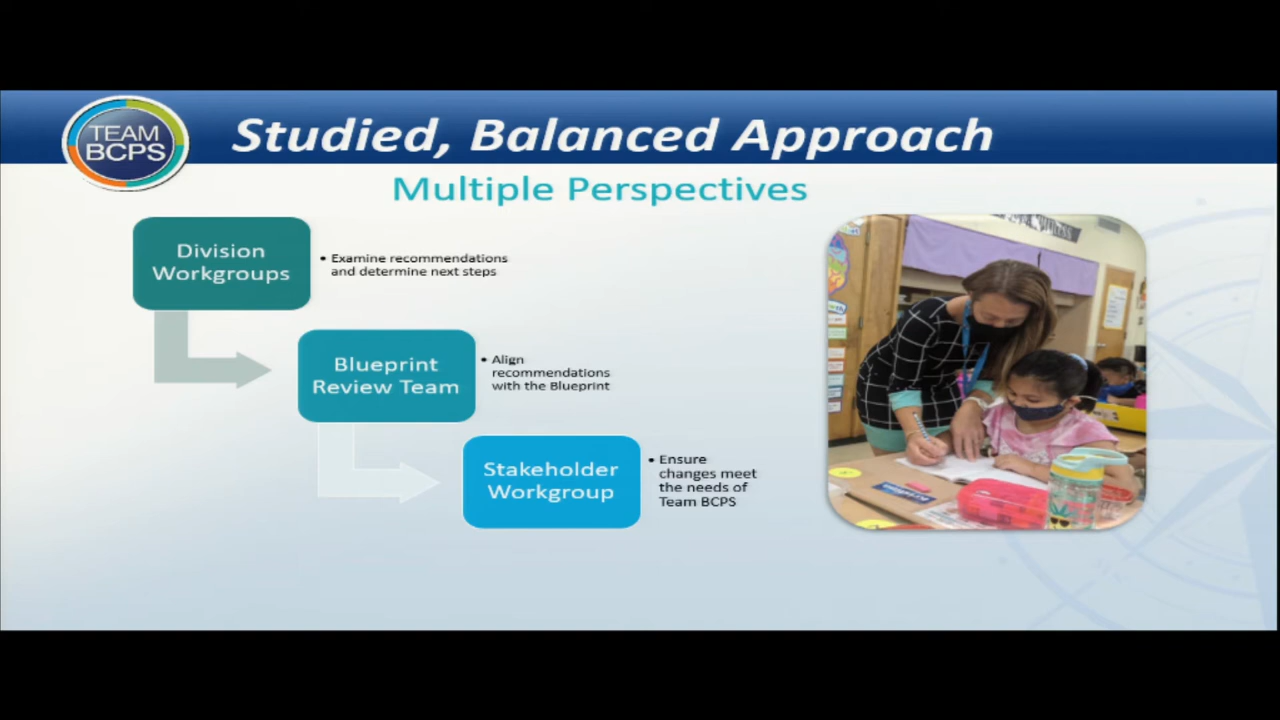 TEAM
BCPS
Studied, Balanced Approach
Multiple Perspectives
Division
Workgroups
• Examine recommendations
and determine next steps
Blueprint
Review Team
• Align
recommendations
with the Blueprint
Stakeholder
Workgroup
• Ensure
changes meet
the needs of
Team BCPS